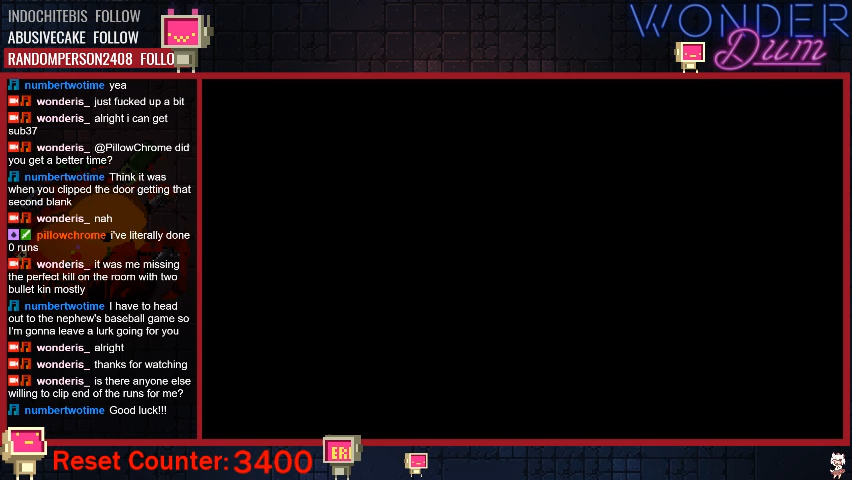 INDOCHITEBIS FOLLOW
ABUSIVECAKE FOLLOW
RANDOMPERSON2408 FOLLO
WONDER
Dum
numbertwotime yea
wonderis_ just fucked up a bit
wonderis_ alright i can get
sub37
wonderis_ @PillowChrome did
you get a better time?
numbertwotime Think it was
when you clipped the door getting that
second blank
wonderis_ nah
pillowchrome i've literally done
0 runs
wonderis_ it was me missing
the perfect kill on the room with two
bullet kin mostly
numbertwotime I have to head
out to the nephew's baseball game so
I'm gonna leave a lurk going for you
wonderis_ alright
wonderis_ thanks for watching
wonderis_ is there anyone else
willing to clip end of the runs for me?
numbertwotime Good luck!!!
Reset Counter: 3400
ER!